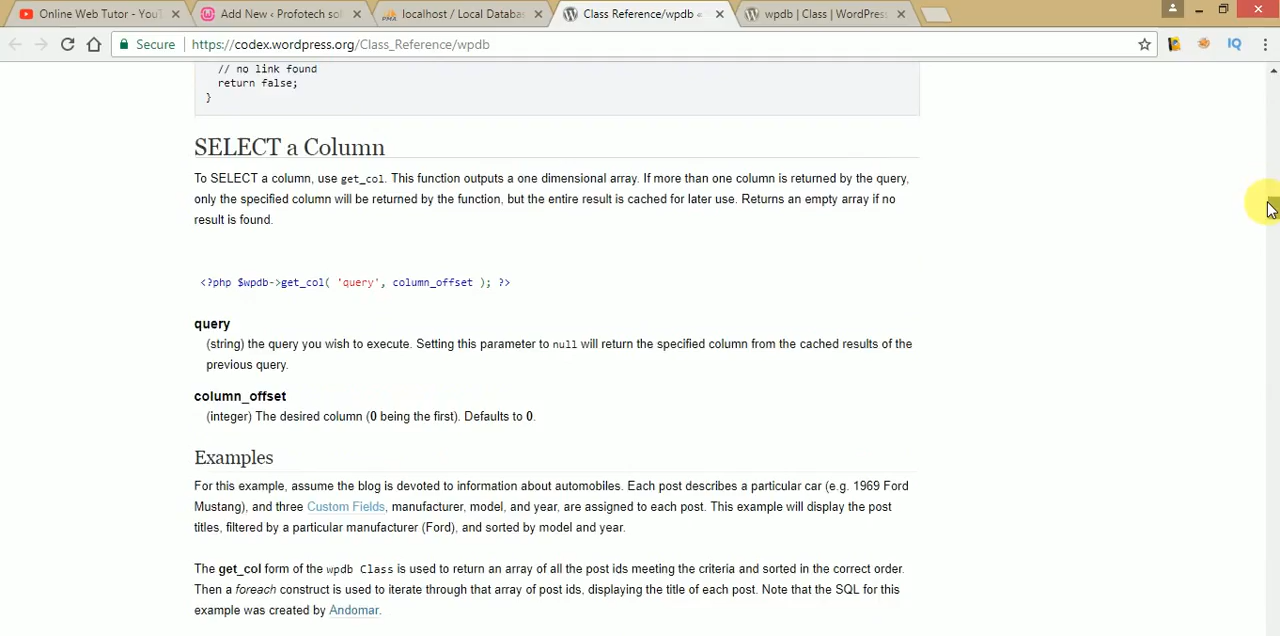 Online Web Tutor - YouT
Add New ‹ Profotech sol
localhost / Local Databa
Class Reference/wpdb «
wpdb | Class | WordPress
Secure
https://codex.wordpress.org/Class_Reference/wpdb
IQ
// no link found
return false;
}
SELECT a Column
To SELECT a column, use get_col. This function outputs a one dimensional array. If more than one column is returned by the query,
only the specified column will be returned by the function, but the entire result is cached for later use. Returns an empty array if no
result is found.
<?php $wpdb->get_col( 'query', column_offset ); ?>
query
(string) the query you wish to execute. Setting this parameter to null will return the specified column from the cached results of the
previous query.
column_offset
(integer) The desired column (0 being the first). Defaults to 0.
Examples
For this example, assume the blog is devoted to information about automobiles. Each post describes a particular car (e.g. 1969 Ford
Mustang), and three Custom Fields, manufacturer, model, and year, are assigned to each post. This example will display the post
titles, filtered by a particular manufacturer (Ford), and sorted by model and year.
The get_col form of the wpdb Class is used to return an array of all the post ids meeting the criteria and sorted in the correct order.
Then a foreach construct is used to iterate through that array of post ids, displaying the title of each post. Note that the SQL for this
example was created by Andomar.